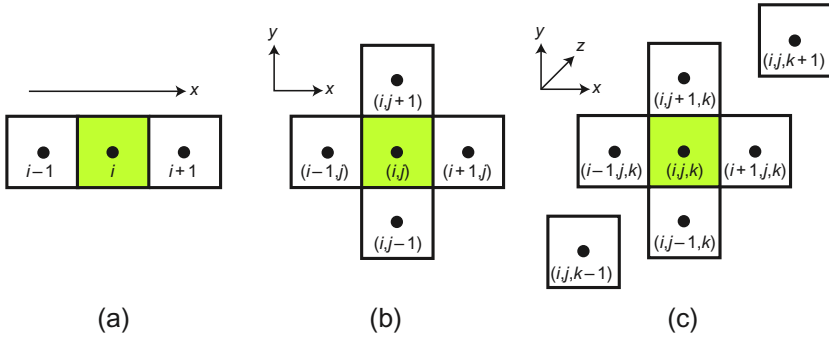 x
i−1
i
i+1
(a)
y
x
(i,j+1)
(i−1,j)
(i,j)
(i+1,j)
(i,j−1)
(b)
y
z
x
(i,j,k+1)
(i,j+1,k)
(i−1,j,k)
(i,j,k)
(i+1,j,k)
(i,j−1,k)
(i,j,k−1)
(c)